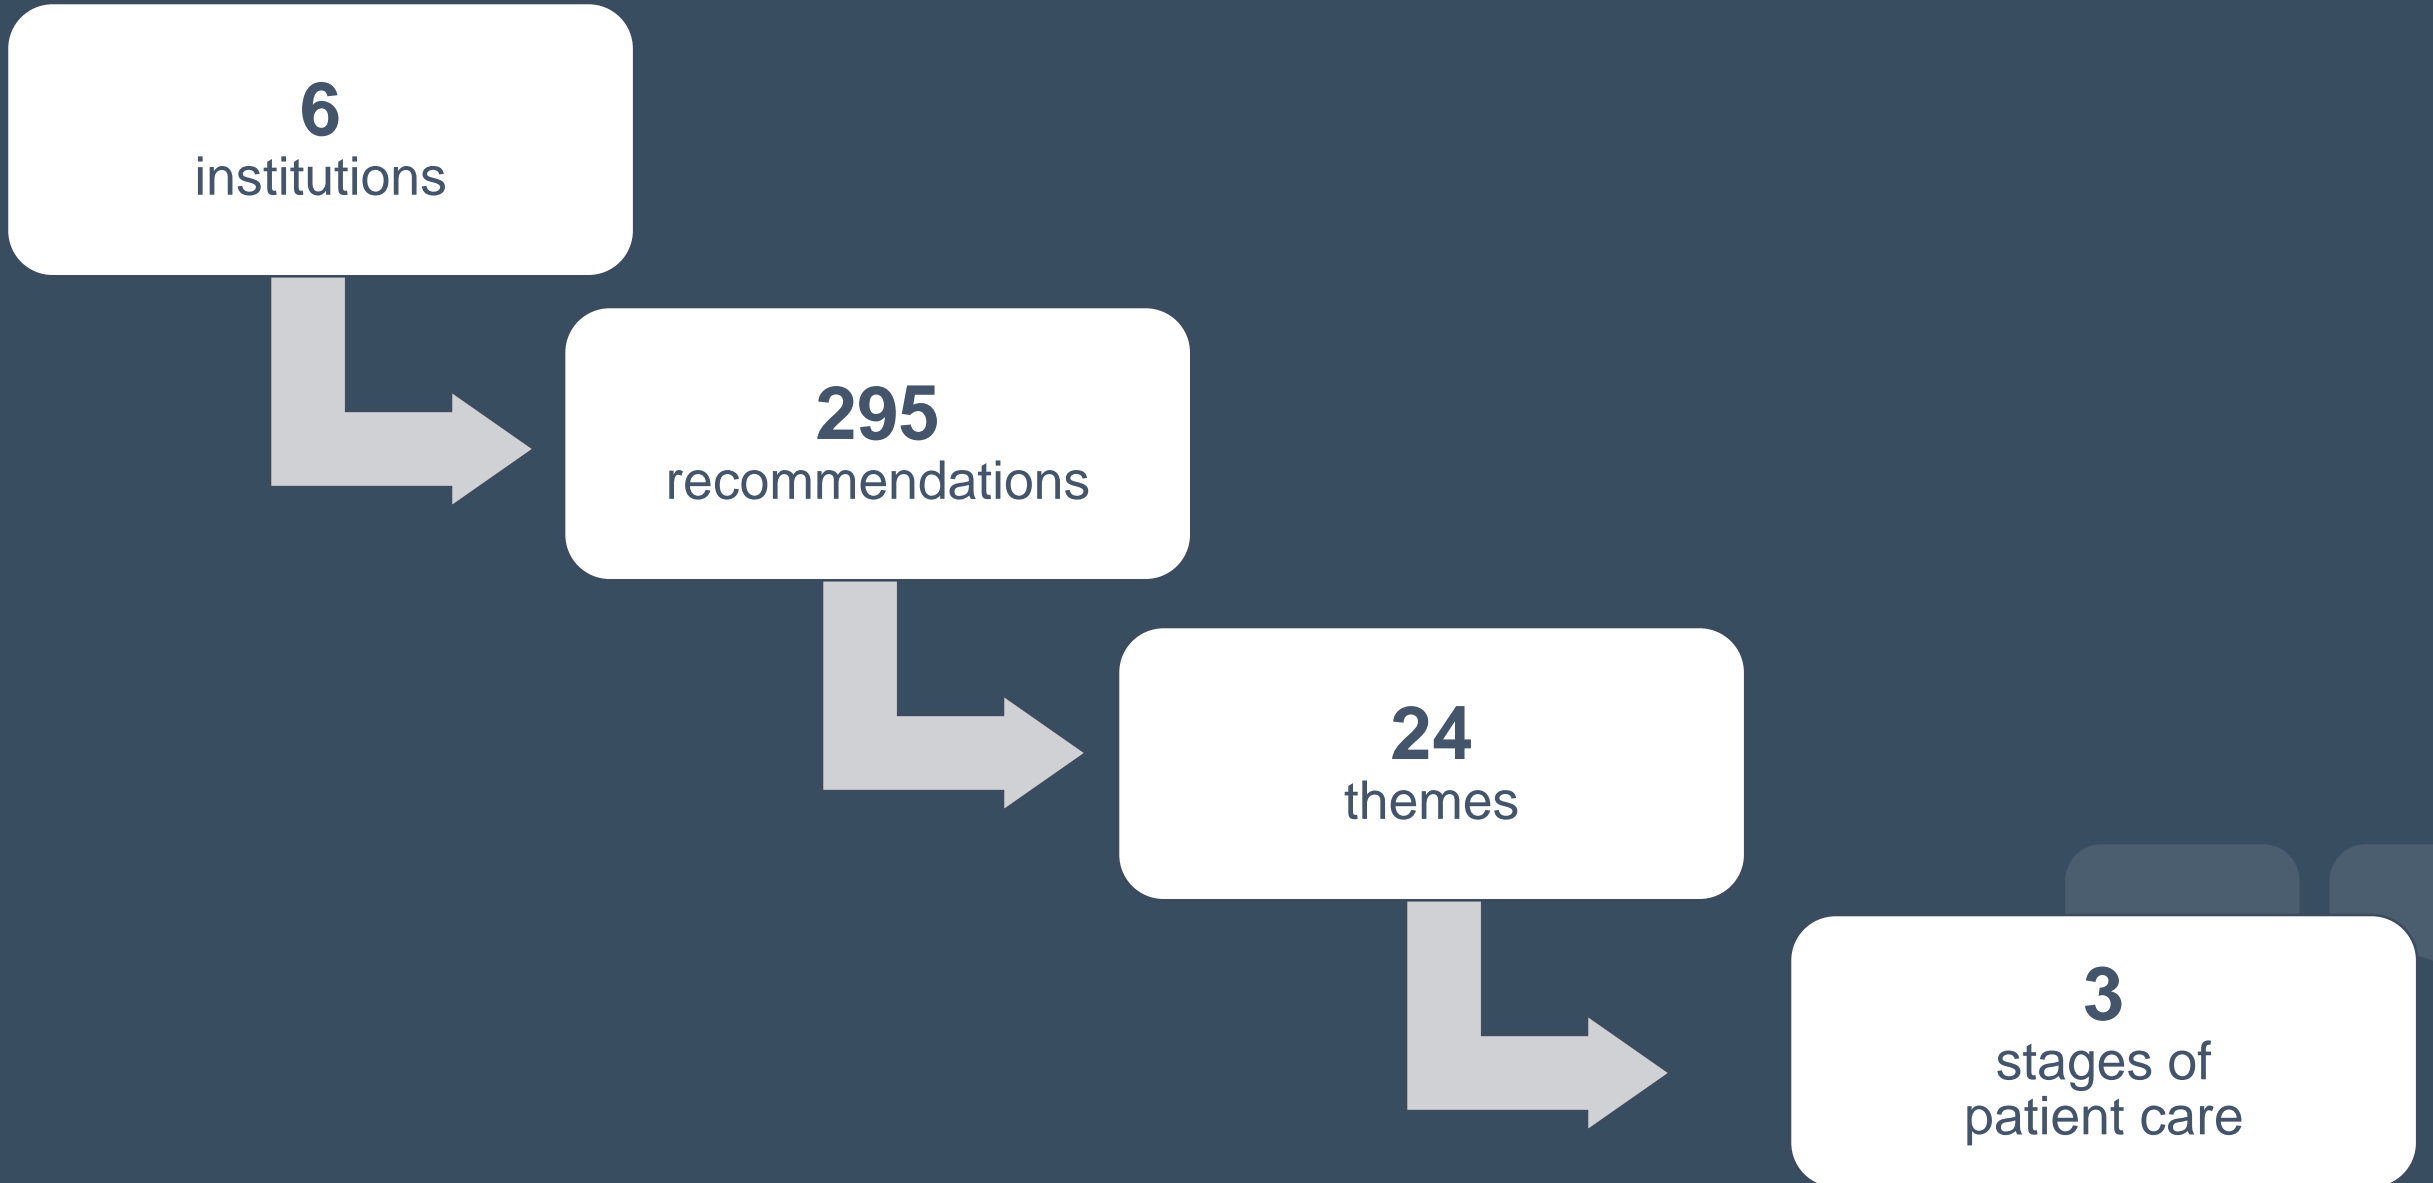 6
institutions
295
recommendations
24
themes
3
stages of
patient care